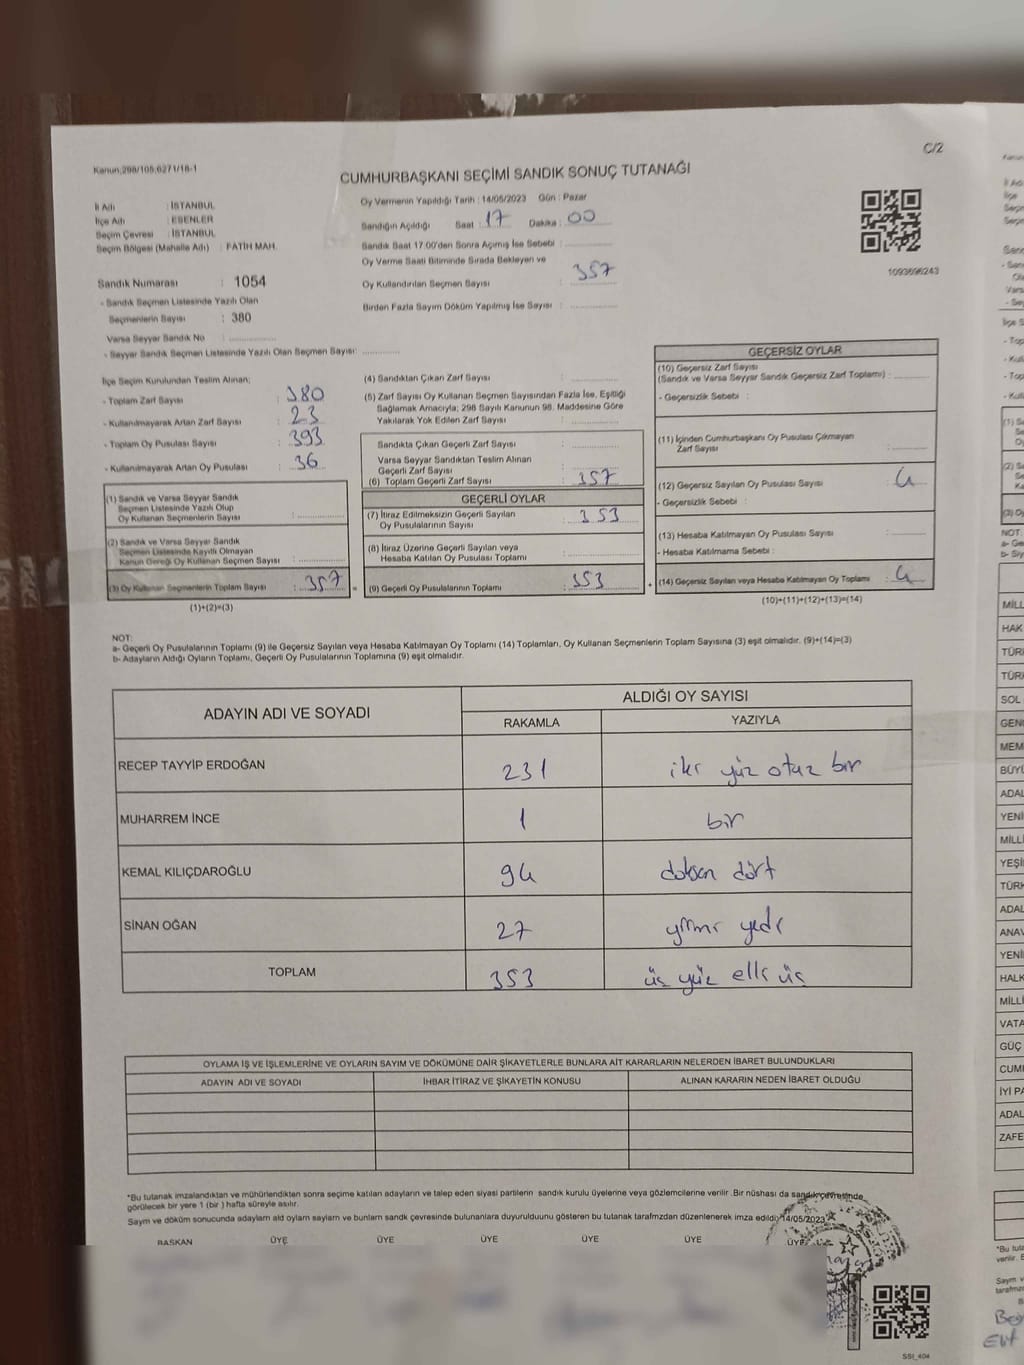 C/2
Kanun;298/105;6271/18-1
CUMHURBAŞKANI SEÇİMİ SANDIK SONUÇ TUTANAĞI
İl Adı : İSTANBUL
İlçe Adı : ESENLER
Seçim Çevresi : İSTANBUL
Seçim Bölgesi (Mahalle Adı) : FATİH MAH.
Oy Vermenin Yapıldığı Tarih : 14/05/2023 Gün : Pazar
Sandığın Açıldığı Saat : 17 Dakika : 00
Sandık Saat 17:00'den Sonra Açımış İse Sebebi :
Oy Verme Saati Bitiminde Sırada Bekleyen ve
Oy Kullandırılan Seçmen Sayısı : 357
Birden Fazla Sayım Döküm Yapılmış İse Sayısı :
1093696243
Sandık Numarası : 1054
- Sandık Seçmen Listesinde Yazılı Olan
Seçmenlerin Sayısı : 380
Varsa Seyyar Sandık No :
- Seyyar Sandık Seçmen Listesinde Yazılı Olan Seçmen Sayısı:
İlçe Seçim Kurulundan Teslim Alınan;
- Toplam Zarf Sayısı : 380
- Kullanılmayarak Artan Zarf Sayısı : 23
- Toplam Oy Pusulası Sayısı : 393
- Kullanılmayarak Artan Oy Pusulası : 36
(1) Sandık ve Varsa Seyyar Sandık
Seçmen Listesinde Yazılı Olup
Oy Kullanan Seçmenlerin Sayısı :
(2) Sandık ve Varsa Seyyar Sandık
Seçmen Listesinde Kayıtlı Olmayan
Kanun Gereği Oy Kullanan Seçmen Sayısı :
(3) Oy Kullanan Seçmenlerin Toplam Sayısı : 357
(1)+(2)=(3)
(4) Sandıktan Çıkan Zarf Sayısı :
(5) Zarf Sayısı Oy Kullanan Seçmen Sayısından Fazla İse, Eşitliği
Sağlamak Amacıyla; 298 Sayılı Kanunun 98. Maddesine Göre
Yakılarak Yok Edilen Zarf Sayısı :
Sandıkta Çıkan Geçerli Zarf Sayısı :
Varsa Seyyar Sandıktan Teslim Alınan
Geçerli Zarf Sayısı :
(6) Toplam Geçerli Zarf Sayısı : 357
GEÇERLİ OYLAR
(7) İtiraz Edilmeksizin Geçerli Sayılan
Oy Pusulalarının Sayısı : 353
(8) İtiraz Üzerine Geçerli Sayılan veya
Hesaba Katılan Oy Pusulası Toplamı :
= (9) Geçerli Oy Pusulalarının Toplamı : 353
GEÇERSİZ OYLAR
(10) Geçersiz Zarf Sayısı
(Sandık ve Varsa Seyyar Sandık Geçersiz Zarf Toplamı) :
- Geçersizlik Sebebi :
(11) İçinden Cumhurbaşkanı Oy Pusulası Çıkmayan
Zarf Sayısı :
(12) Geçersiz Sayılan Oy Pusulası Sayısı : 4
- Geçersizlik Sebebi :
(13) Hesaba Katılmayan Oy Pusulası Sayısı :
- Hesaba Katılmama Sebebi :
+ (14) Geçersiz Sayılan veya Hesaba Katılmayan Oy Toplamı : 4
(10)+(11)+(12)+(13)=(14)
NOT:
a- Geçerli Oy Pusulalarının Toplamı (9) ile Geçersiz Sayılan veya Hesaba Katılmayan Oy Toplamı (14) Toplamları, Oy Kullanan Seçmenlerin Toplam Sayısına (3) eşit olmalıdır. (9)+(14)=(3)
b- Adayların Aldığı Oyların Toplamı, Geçerli Oy Pusulalarının Toplamına (9) eşit olmalıdır.
ADAYIN ADI VE SOYADI
ALDIĞI OY SAYISI
RAKAMLA YAZIYLA
RECEP TAYYİP ERDOĞAN 231 iki yüz otuz bir
MUHARREM İNCE 1 bir
KEMAL KILIÇDAROĞLU 94 doksan dört
SİNAN OĞAN 27 yirmi yedi
TOPLAM 353 üç yüz elli üç
OYLAMA İŞ VE İŞLEMLERİNE VE OYLARIN SAYIM VE DÖKÜMÜNE DAİR ŞİKAYETLERLE BUNLARA AİT KARARLARIN NELERDEN İBARET BULUNDUKLARI
ADAYIN ADI VE SOYADI İHBAR İTİRAZ VE ŞİKAYETİN KONUSU ALINAN KARARIN NEDEN İBARET OLDUĞU
*Bu tutanak imzalandıktan ve mühürlendikten sonra seçime katılan adayların ve talep eden siyasi partilerin sandık kurulu üyelerine veya gözlemcilerine verilir .Bir nüshası da sandık çevresinde
görülecek bir yere 1 (bir ) hafta süreyle asılır.
Sayım ve döküm sonucunda adayların ald oyların sayların ve bunların sandk çevresinde bulunanlara duyurulduunu gösteren bu tutanak tarafmzdan düzenlenerek imza edildi 14/05/2023
BAŞKAN ÜYE ÜYE ÜYE ÜYE ÜYE ÜYE
SSI_404